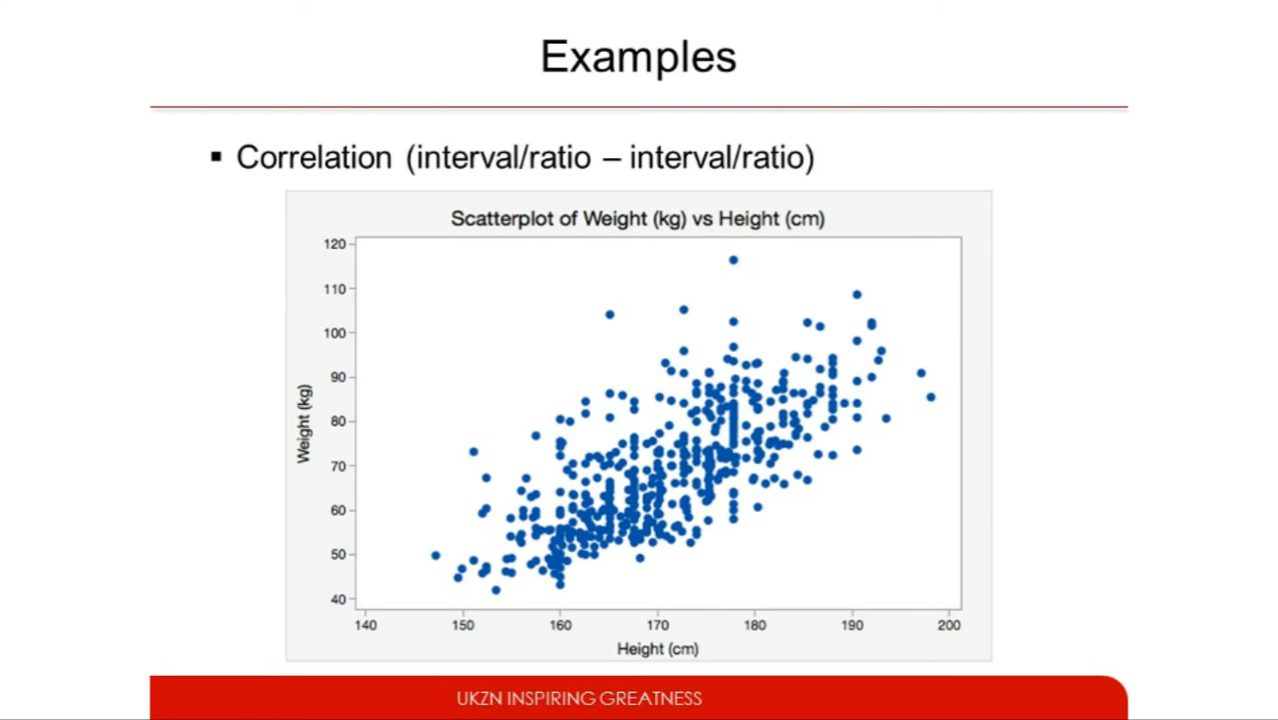 Examples
▪ Correlation (interval/ratio – interval/ratio)
Scatterplot of Weight (kg) vs Height (cm)
120
110
100
90
80
70
60
50
40
Weight (kg)
140 150 160 170 180 190 200
Height (cm)
UKZN INSPIRING GREATNESS